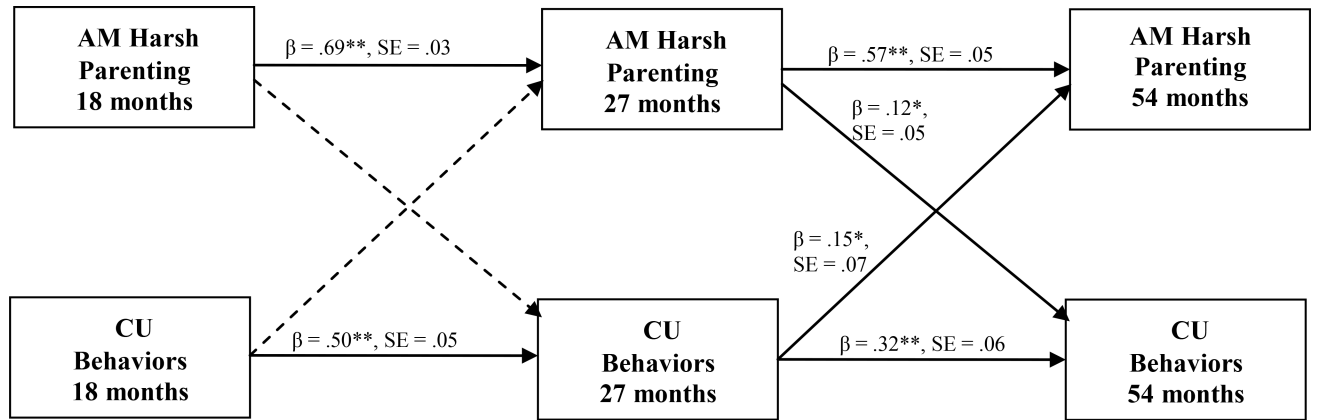 AM Harsh
Parenting
18 months
β = .69**, SE = .03
AM Harsh
Parenting
27 months
β = .57**, SE = .05
AM Harsh
Parenting
54 months
β = .12*,
SE = .05
β = .15*,
SE = .07
CU
Behaviors
18 months
β = .50**, SE = .05
CU
Behaviors
27 months
β = .32**, SE = .06
CU
Behaviors
54 months